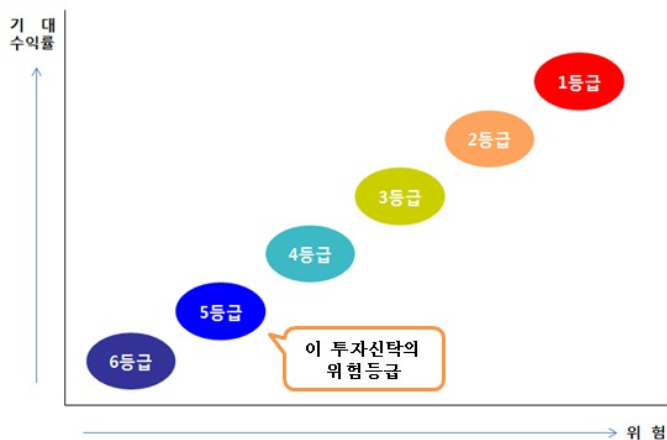 기 대
수익률
1등급
2등급
3등급
4등급
5등급
이 투자신탁의
위험등급
6등급
위 험